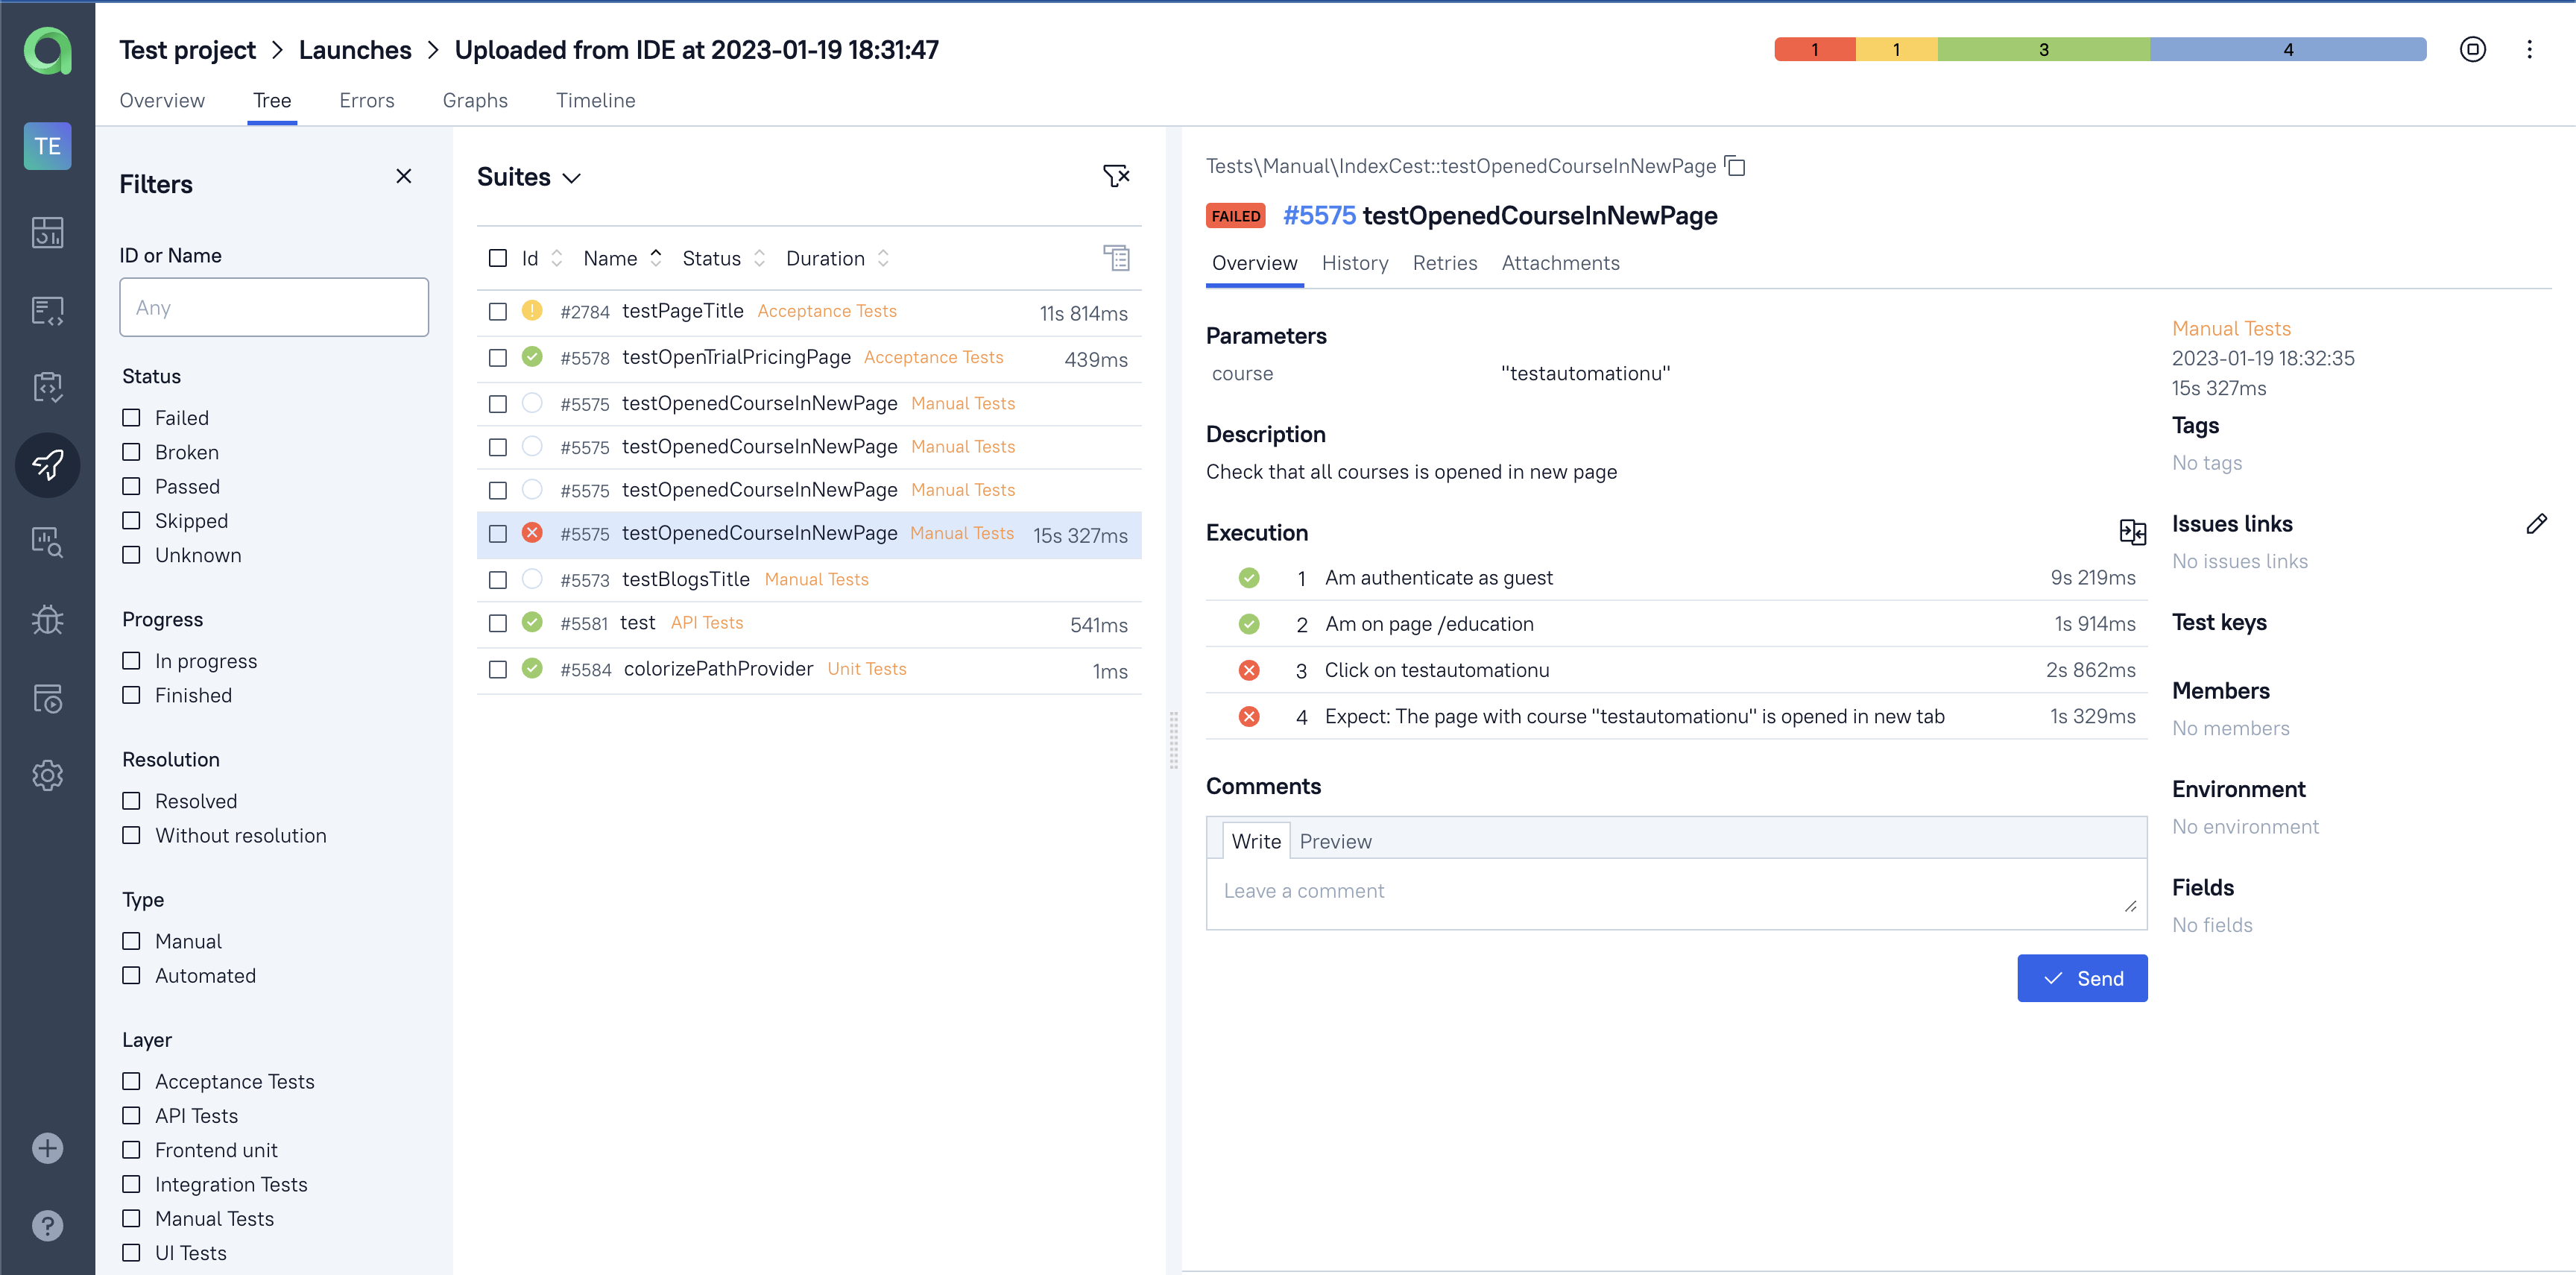 Test project > Launches > Uploaded from IDE at 2023-01-19 18:31:47
1 1 3 4
Overview Tree Errors Graphs Timeline
TE
Filters
ID or Name
Any
Status
Failed
Broken
Passed
Skipped
Unknown
Progress
In progress
Finished
Resolution
Resolved
Without resolution
Type
Manual
Automated
Layer
Acceptance Tests
API Tests
Frontend unit
Integration Tests
Manual Tests
UI Tests
Suites
Id Name Status Duration
#2784 testPageTitle Acceptance Tests 11s 814ms
#5578 testOpenTrialPricingPage Acceptance Tests 439ms
#5575 testOpenedCourseInNewPage Manual Tests
#5575 testOpenedCourseInNewPage Manual Tests
#5575 testOpenedCourseInNewPage Manual Tests
#5575 testOpenedCourseInNewPage Manual Tests 15s 327ms
#5573 testBlogsTitle Manual Tests
#5581 test API Tests 541ms
#5584 colorizePathProvider Unit Tests 1ms
Tests\Manual\IndexCest::testOpenedCourseInNewPage
FAILED #5575 testOpenedCourseInNewPage
Overview History Retries Attachments
Parameters
course "testautomationu"
Description
Check that all courses is opened in new page
Execution
1 Am authenticate as guest 9s 219ms
2 Am on page /education 1s 914ms
3 Click on testautomationu 2s 862ms
4 Expect: The page with course "testautomationu" is opened in new tab 1s 329ms
Comments
Write Preview
Leave a comment
Send
Manual Tests
2023-01-19 18:32:35
15s 327ms
Tags
No tags
Issues links
No issues links
Test keys
Members
No members
Environment
No environment
Fields
No fields